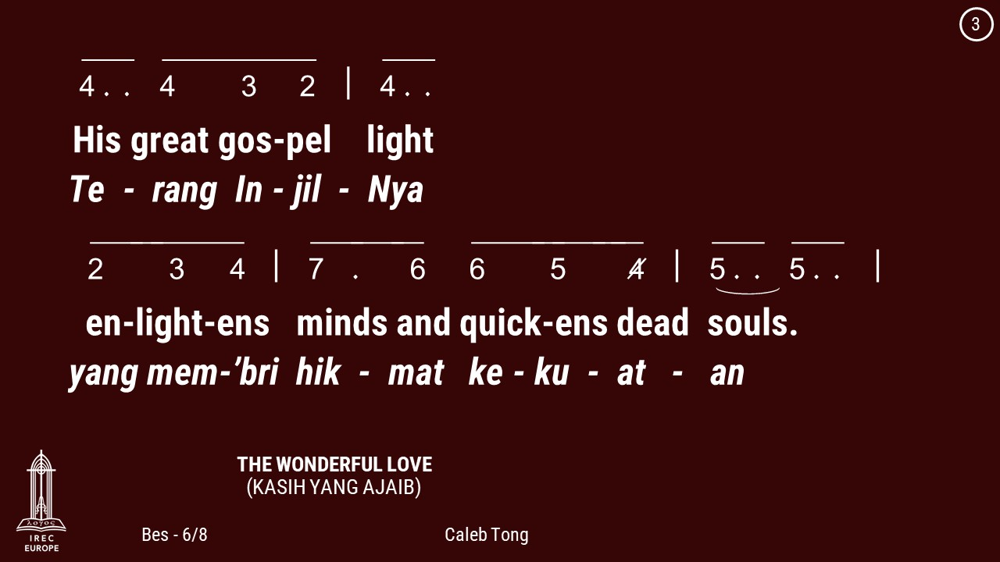 3
4 . . 4 3 2 | 4 . .
His great gos-pel light
Te - rang In - jil - Nya
2 3 4 | 7 . 6 6 5 4̸ | 5 . . 5 . . |
en-light-ens minds and quick-ens dead souls.
yang mem-’bri hik - mat ke - ku - at - an
THE WONDERFUL LOVE
(KASIH YANG AJAIB)
λογος
IREC
EUROPE
Bes - 6/8
Caleb Tong